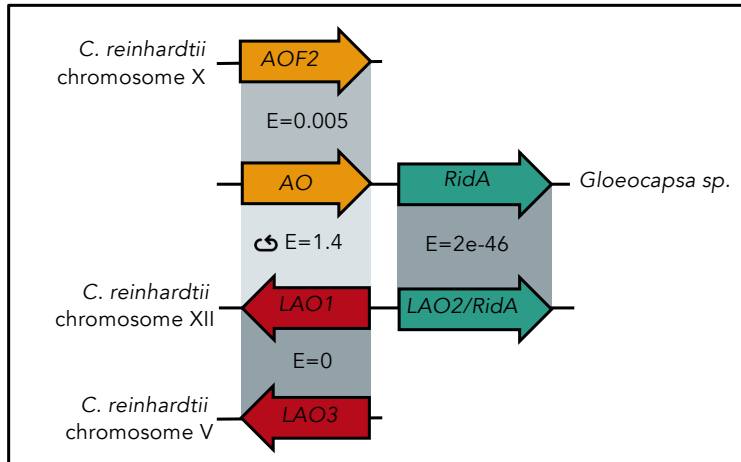 C. reinhardtii
chromosome X
AOF2
E=0.005
AO
RidA
Gloeocapsa sp.
E=1.4
E=2e-46
C. reinhardtii
chromosome XII
LAO1
LAO2/RidA
E=0
C. reinhardtii
chromosome V
LAO3